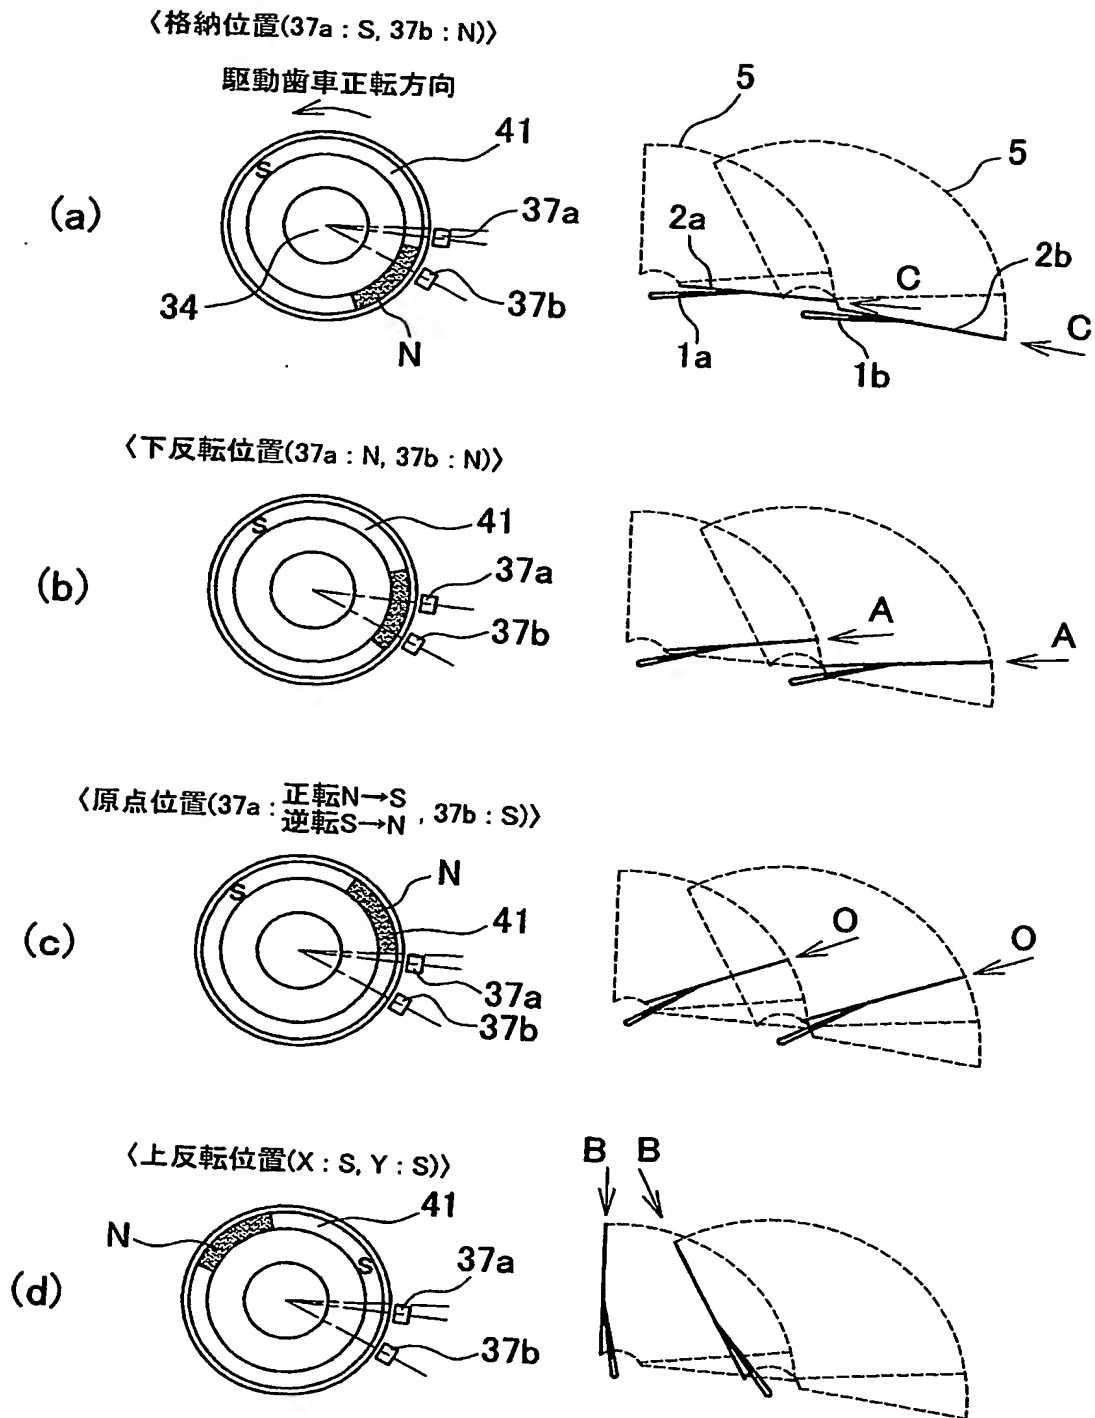 〈格納位置(37a : S, 37b : N)〉
駆動歯車正転方向
(a)
S
41
37a
37b
34
N
5
5
2a
2b
C
C
1a
1b
〈下反転位置(37a : N, 37b : N)〉
(b)
S
41
37a
37b
A
A
〈原点位置(37a : 正転N→S
逆転S→N , 37b : S)〉
(c)
S
N
41
37a
37b
O
O
〈上反転位置(X : S, Y : S)〉
(d)
N
41
S
37a
37b
B
B